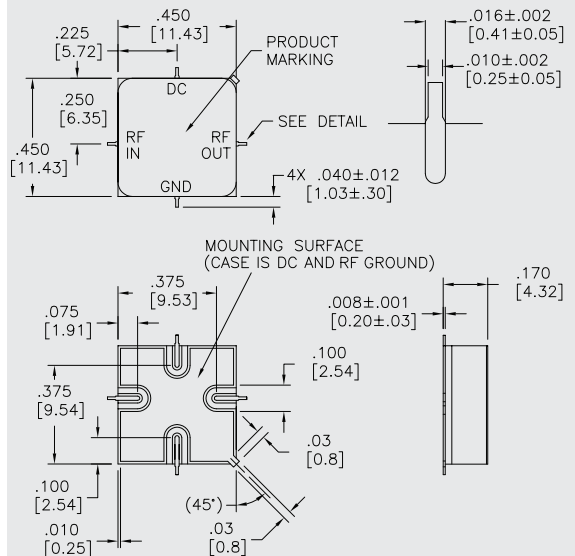 .450
[11.43]
.225
[5.72]
PRODUCT
MARKING
.016±.002
[0.41±0.05]
.010±.002
[0.25±0.05]
DC
.250
[6.35]
RF
IN
RF
OUT
SEE DETAIL
.450
[11.43]
GND
4X .040±.012
[1.03±.30]
MOUNTING SURFACE
(CASE IS DC AND RF GROUND)
.375
[9.53]
.170
[4.32]
.075
[1.91]
.008±.001
[0.20±.03]
.100
[2.54]
.375
[9.54]
.03
[0.8]
.100
[2.54]
(45°)
.010
[0.25]
.03
[0.8]